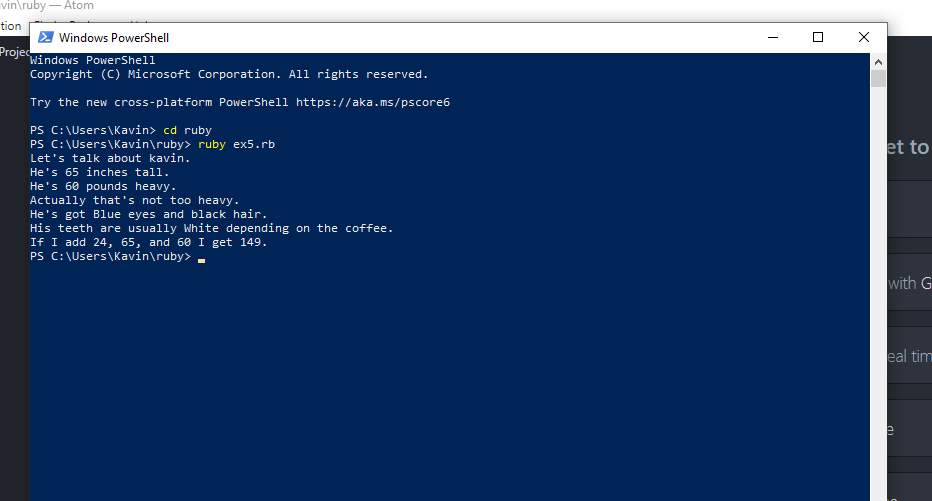 vin\ruby — Atom
tion
Windows PowerShell
Projec
Windows PowerShell
Copyright (C) Microsoft Corporation. All rights reserved.
Try the new cross-platform PowerShell https://aka.ms/pscore6
PS C:\Users\Kavin> cd ruby
PS C:\Users\Kavin\ruby> ruby ex5.rb
Let's talk about kavin.
He's 65 inches tall.
He's 60 pounds heavy.
Actually that's not too heavy.
He's got Blue eyes and black hair.
His teeth are usually White depending on the coffee.
If I add 24, 65, and 60 I get 149.
PS C:\Users\Kavin\ruby>
et to
with G
eal tim
e